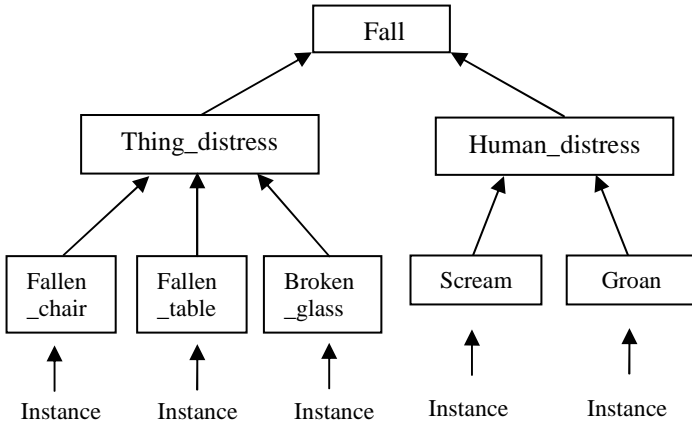 Fall
Thing_distress
Human_distress
Fallen
_chair
Fallen
_table
Broken
_glass
Scream
Groan
Instance
Instance
Instance
Instance
Instance